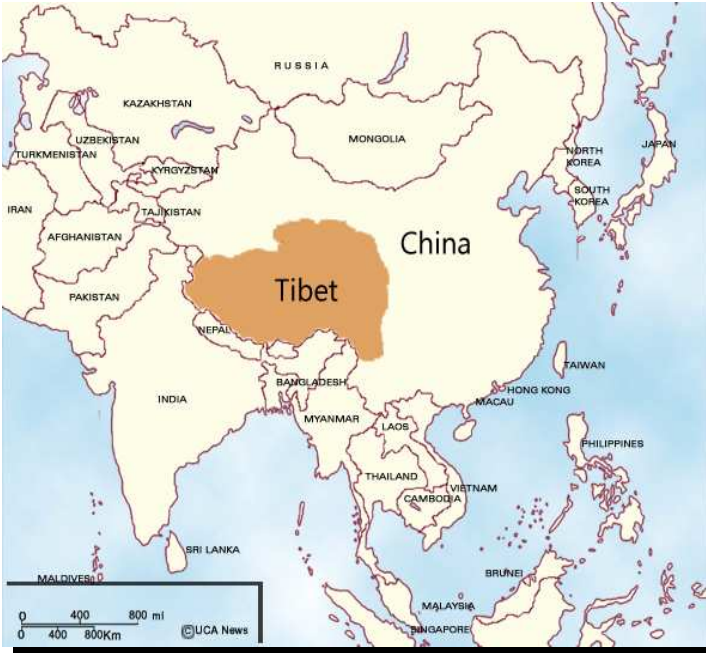 RUSSIA
KAZAKHSTAN
MONGOLIA
UZBEKISTAN
TURKMENISTAN
KYRGYZSTAN
NORTH
KOREA
JAPAN
SOUTH
KOREA
IRAN
TAJIKISTAN
AFGHANISTAN
China
Tibet
PAKISTAN
NEPAL
TAIWAN
BANGLADESH
HONG KONG
INDIA
MACAU
MYANMAR
LAOS
PHILIPPINES
THAILAND
VIETNAM
CAMBODIA
SRI LANKA
BRUNEI
MALDIVES
MALAYSIA
SINGAPORE
0 400 800 mi
0 400 800Km
©UCA News